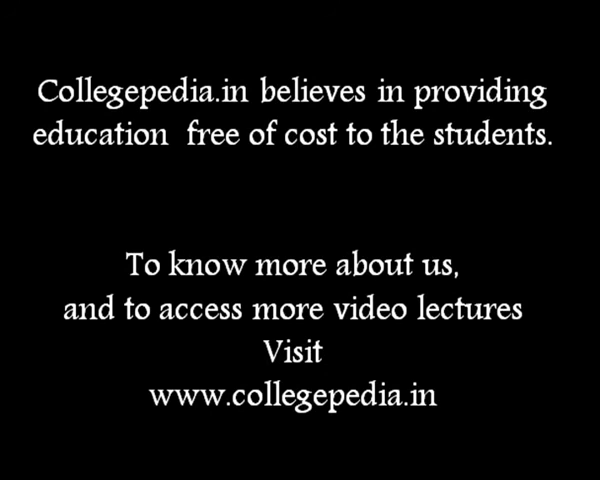 Collegepedia.in believes in providing
education free of cost to the students.
To know more about us,
and to access more video lectures
Visit
www.collegepedia.in